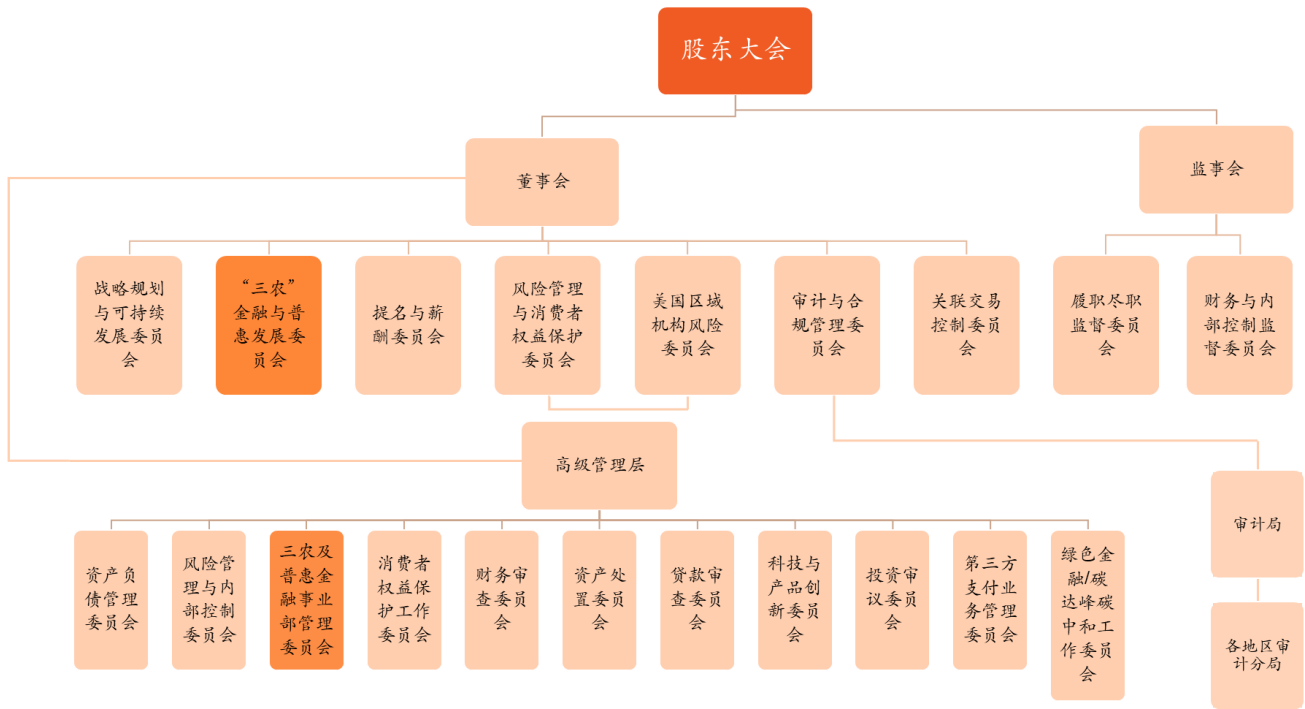 股东大会
董事会
监事会
战略规划
与可持续
发展委员
会
“三农”
金融与普
惠发展委
员会
提名与薪
酬委员会
风险管理
与消费者
权益保护
委员会
美国区域
机构风险
委员会
审计与合
规管理委
员会
关联交易
控制委员
会
履职尽职
监督委员
会
财务与内
部控制监
督委员会
高级管理层
资产负
债管理
委员会
风险管
理与内
部控制
委员会
三农及
普惠金
融事业
部管理
委员会
消费者
权益保
护工作
委员会
财务审
查委员
会
资产处
置委员
会
贷款审
查委员
会
科技与
产品创
新委员
会
投资审
议委员
会
第三方
支付业
务管理
委员会
绿色金
融/碳
达峰碳
中和工
作委员
会
审计局
各地区审
计分局